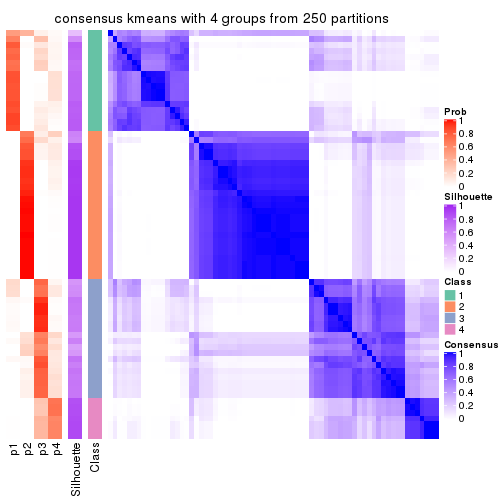 consensus kmeans with 4 groups from 250 partitions
Prob
1
0.8
0.6
0.4
0.2
0
Silhouette
1
0.8
0.6
0.4
0.2
0
Class
1
2
3
4
Consensus
1
0.8
0.6
0.4
0.2
0
p1
p2
p3
p4
Silhouette
Class